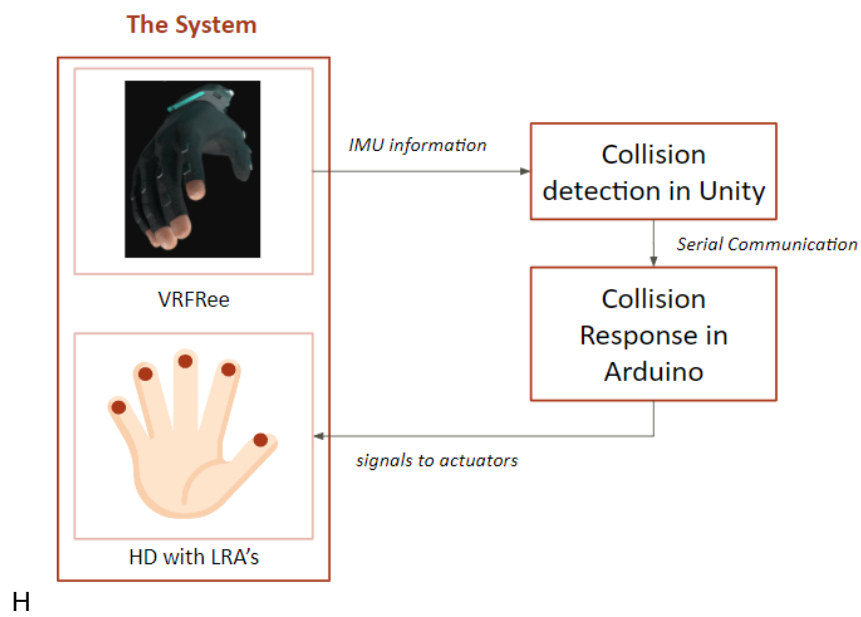 The System
IMU information
Collision
detection in Unity
Serial Communication
VRFRee
Collision
Response in
Arduino
signals to actuators
HD with LRA's
H